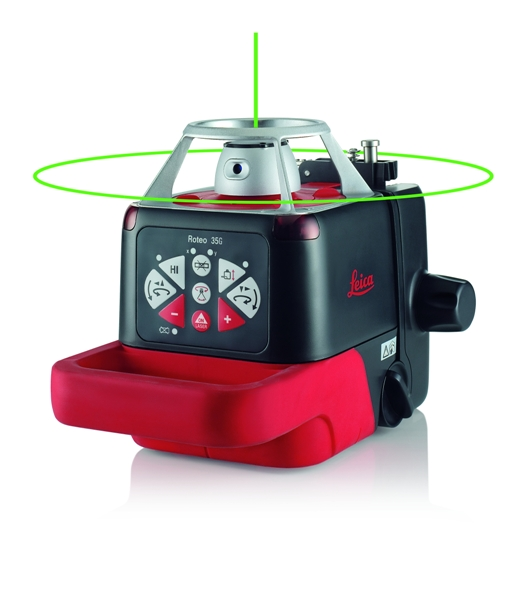 Roteo 35G
x y
HI
Leica
- +
LASER